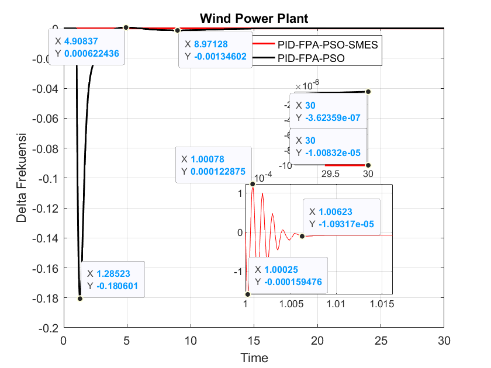 Wind Power Plant
PID-FPA-PSO-SMES
PID-FPA-PSO
X 4.90837
Y 0.000622436
X 8.97128
Y -0.00134602
X 30
Y -3.62359e-07
X 30
Y -1.00832e-05
-10
29.5
30
X 1.00078
Y 0.000122875
10^-4
1
0
-1
X 1.00623
Y -1.09317e-05
X 1.00025
Y -0.000159476
1
1.005
1.01
1.015
X 1.28523
Y -0.180601
-0.04
-0.06
-0.08
-0.1
-0.12
-0.14
-0.16
-0.18
-0.2
0
5
10
15
20
25
30
Delta Frekuensi
Time